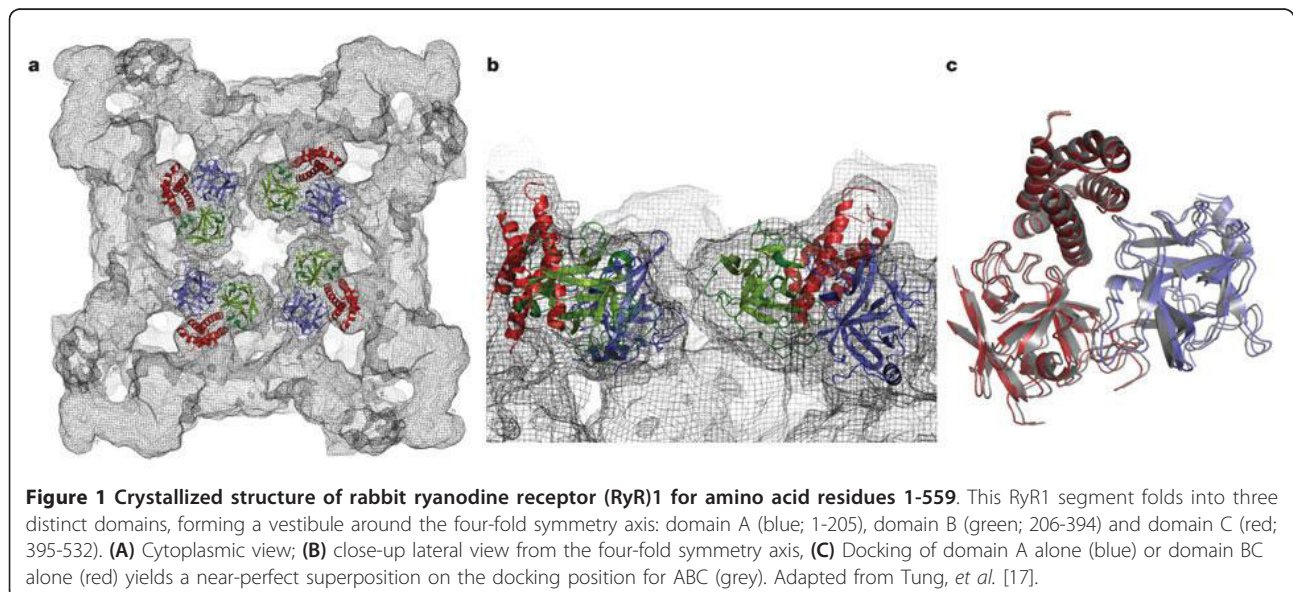 a
b
c
Figure 1 Crystallized structure of rabbit ryanodine receptor (RyR)1 for amino acid residues 1-559. This RyR1 segment folds into three
distinct domains, forming a vestibule around the four-fold symmetry axis: domain A (blue; 1-205), domain B (green; 206-394) and domain C (red;
395-532). (A) Cytoplasmic view; (B) close-up lateral view from the four-fold symmetry axis, (C) Docking of domain A alone (blue) or domain BC
alone (red) yields a near-perfect superposition on the docking position for ABC (grey). Adapted from Tung, et al. [17].